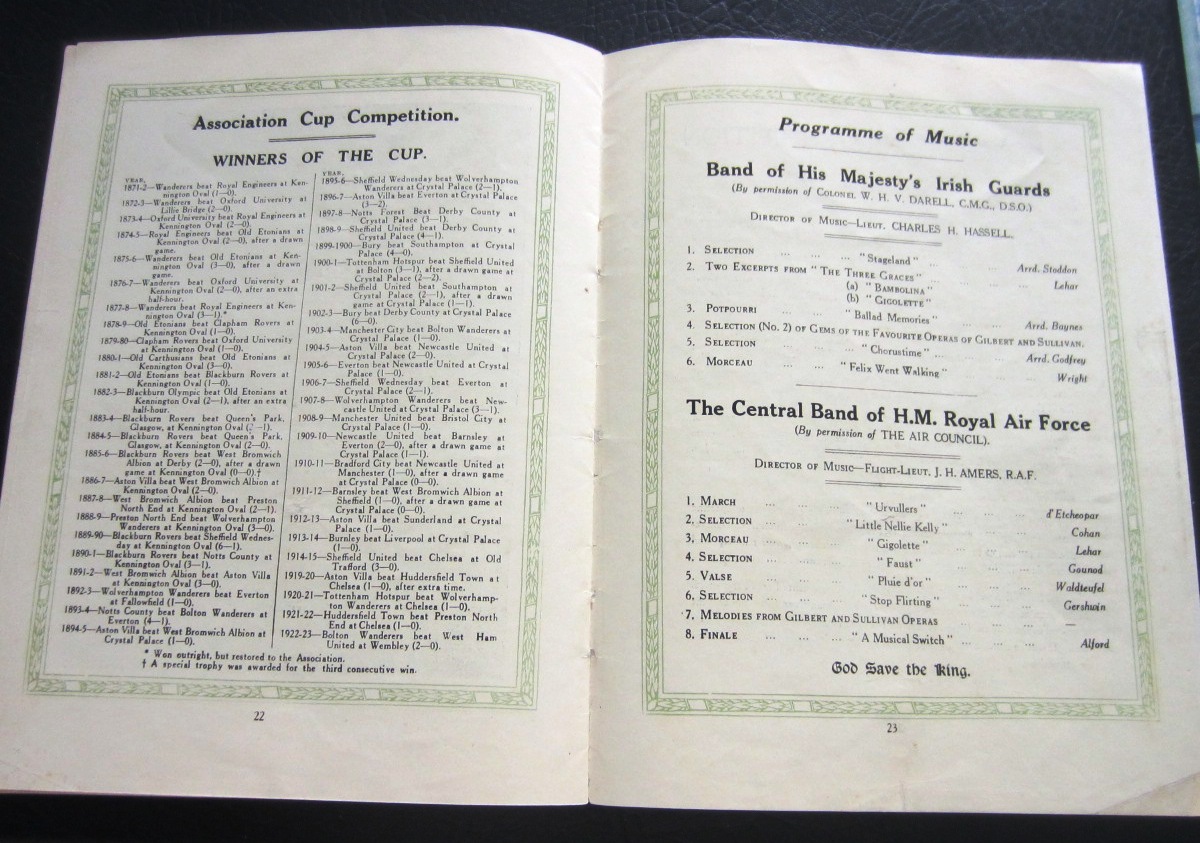 Association Cup Competition.
WINNERS OF THE CUP.
YEAR.
1871-2—Wanderers beat Royal Engineers at Ken-
nington Oval (1—0).
1872-3—Wanderers beat Oxford University at
Lillie Bridge (2—0).
1873-4—Oxford University beat Royal Engineers at
Kennington Oval (2—0).
1874-5—Royal Engineers beat Old Etonians at
Kennington Oval (2—0), after a drawn
game.
1875-6—Wanderers beat Old Etonians at Ken-
nington Oval (3—0), after a drawn
game.
1876-7—Wanderers beat Oxford University at
Kennington Oval (2—0), after an extra
half-hour.
1877-8—Wanderers beat Royal Engineers at Ken-
nington Oval (3—1).*
1878-9—Old Etonians beat Clapham Rovers at
Kennington Oval (1—0).
1879-80—Clapham Rovers beat Oxford University
at Kennington Oval (1—0).
1880-1—Old Carthusians beat Old Etonians at
Kennington Oval (3—0).
1881-2—Old Etonians beat Blackburn Rovers at
Kennington Oval (1—0).
1882-3—Blackburn Olympic beat Old Etonians at
Kennington Oval (2—1), after an extra
half-hour.
1883-4—Blackburn Rovers beat Queen's Park,
Glasgow, at Kennington Oval (2—1).
1884-5—Blackburn Rovers beat Queen's Park,
Glasgow, at Kennington Oval (2—0).
1885-6—Blackburn Rovers beat West Bromwich
Albion at Derby (2—0), after a drawn
game at Kennington Oval (0—0).†
1886-7—Aston Villa beat West Bromwich Albion at
Kennington Oval (2—0).
1887-8—West Bromwich Albion beat Preston
North End at Kennington Oval (2—1).
1888-9—Preston North End beat Wolverhampton
Wanderers at Kennington Oval (3—0).
1889-90—Blackburn Rovers beat Sheffield Wednes-
day at Kennington Oval (6—1).
1890-1—Blackburn Rovers beat Notts County at
Kennington Oval (3—1).
1891-2—West Bromwich Albion beat Aston Villa
at Kennington Oval (3—0).
1892-3—Wolverhampton Wanderers beat Everton
at Fallowfield (1—0).
1893-4—Notts County beat Bolton Wanderers at
Everton (4—1).
1894-5—Aston Villa beat West Bromwich Albion at
Crystal Palace (1—0).
YEAR.
1895-6—Sheffield Wednesday beat Wolverhampton
Wanderers at Crystal Palace (2—1).
1896-7—Aston Villa beat Everton at Crystal Palace
(3—2).
1897-8—Notts Forest Beat Derby County at
Crystal Palace (3—1).
1898-9—Sheffield United beat Derby County at
Crystal Palace (4—1).
1899-1900—Bury beat Southampton at Crystal
Palace (4—0).
1900-1—Tottenham Hotspur beat Sheffield United
at Bolton (3—1), after a drawn game at
Crystal Palace (2—2).
1901-2—Sheffield United beat Southampton at
Crystal Palace (2—1), after a drawn
game at Crystal Palace (1—1).
1902-3—Bury beat Derby County at Crystal Palace
(6—0).
1903-4—Manchester City beat Bolton Wanderers at
Crystal Palace (1—0).
1904-5—Aston Villa beat Newcastle United at
Crystal Palace (2—0).
1905-6—Everton beat Newcastle United at Crystal
Palace (1—0).
1906-7—Sheffield Wednesday beat Everton at
Crystal Palace (2—1).
1907-8—Wolverhampton Wanderers beat New-
castle United at Crystal Palace (3—1).
1908-9—Manchester United beat Bristol City at
Crystal Palace (1—0).
1909-10—Newcastle United beat Barnsley at
Everton (2—0), after a drawn game at
Crystal Palace (1—1).
1910-11—Bradford City beat Newcastle United at
Manchester (1—0), after a drawn game
at Crystal Palace (0—0).
1911-12—Barnsley beat West Bromwich Albion at
Sheffield (1—0), after a drawn game at
Crystal Palace (0—0).
1912-13—Aston Villa beat Sunderland at Crystal
Palace (1—0).
1913-14—Burnley beat Liverpool at Crystal Palace
(1—0).
1914-15—Sheffield United beat Chelsea at Old
Trafford (3—0).
1919-20—Aston Villa beat Huddersfield Town at
Chelsea (1—0), after extra time.
1920-21—Tottenham Hotspur beat Wolverhamp-
ton Wanderers at Chelsea (1—0).
1921-22—Huddersfield Town beat Preston North
End at Chelsea (1—0).
1922-23—Bolton Wanderers beat West Ham
United at Wembley (2—0).
* Won outright, but restored to the Association.
† A special trophy was awarded for the third consecutive win.
22
Programme of Music
Band of His Majesty's Irish Guards
(By permission of COLONEL W. H. V. DARELL, C.M.G., D.S.O.)
DIRECTOR OF MUSIC—LIEUT. CHARLES H. HASSELL.
1. SELECTION ... ... "Stageland" ... ... Arrd. Stoddon
2. TWO EXCERPTS FROM "THE THREE GRACES" ... Lehar
(a) "BAMBOLINA"
(b) "GIGOLETTE"
3. POTPOURRI ... "Ballad Memories" ... ... Arrd. Baynes
4. SELECTION (No. 2) OF GEMS OF THE FAVOURITE OPERAS OF GILBERT AND SULLIVAN.
5. SELECTION ... ... "Chorustime" ... ... Arrd. Godfrey
6. MORCEAU ... ... "Felix Went Walking" ... ... Wright
The Central Band of H.M. Royal Air Force
(By permission of THE AIR COUNCIL).
DIRECTOR OF MUSIC—FLIGHT-LIEUT. J. H. AMERS, R.A.F.
1. MARCH ... ... "Urvullers" ... ... ... d'Etcheopar
2. SELECTION ... ... "Little Nellie Kelly" ... ... Cohan
3. MORCEAU ... ... "Gigolette" ... ... ... Lehar
4. SELECTION ... ... "Faust" ... ... ... Gounod
5. VALSE ... ... "Pluie d'or" ... ... ... Waldteufel
6. SELECTION ... ... "Stop Flirting" ... ... ... Gershwin
7. MELODIES FROM GILBERT AND SULLIVAN OPERAS ... ... —
8. FINALE ... ... ... "A Musical Switch" ... ... ... Alford
God Save the King.
23